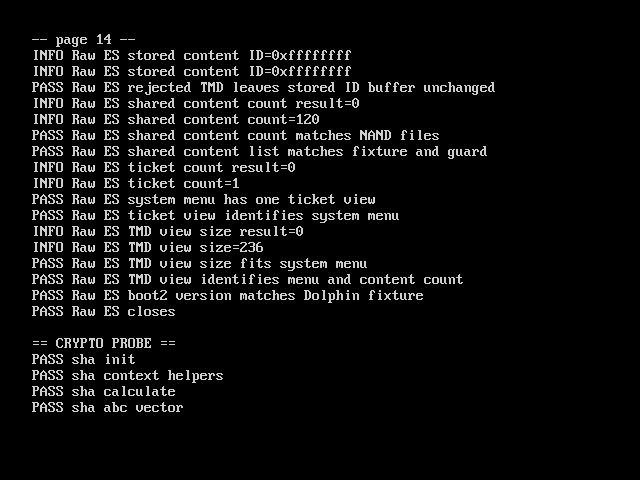 -- page 14 --
INFO Raw ES stored content ID=0xffffffff
INFO Raw ES stored content ID=0xffffffff
PASS Raw ES rejected TMD leaves stored ID buffer unchanged
INFO Raw ES shared content count result=0
INFO Raw ES shared content count=120
PASS Raw ES shared content count matches NAND files
PASS Raw ES shared content list matches fixture and guard
INFO Raw ES ticket count result=0
INFO Raw ES ticket count=1
PASS Raw ES system menu has one ticket view
PASS Raw ES ticket view identifies system menu
INFO Raw ES TMD view size result=0
INFO Raw ES TMD view size=236
PASS Raw ES TMD view size fits system menu
PASS Raw ES TMD view identifies menu and content count
PASS Raw ES boot2 version matches Dolphin fixture
PASS Raw ES closes
== CRYPTO PROBE ==
PASS sha init
PASS sha context helpers
PASS sha calculate
PASS sha abc vector